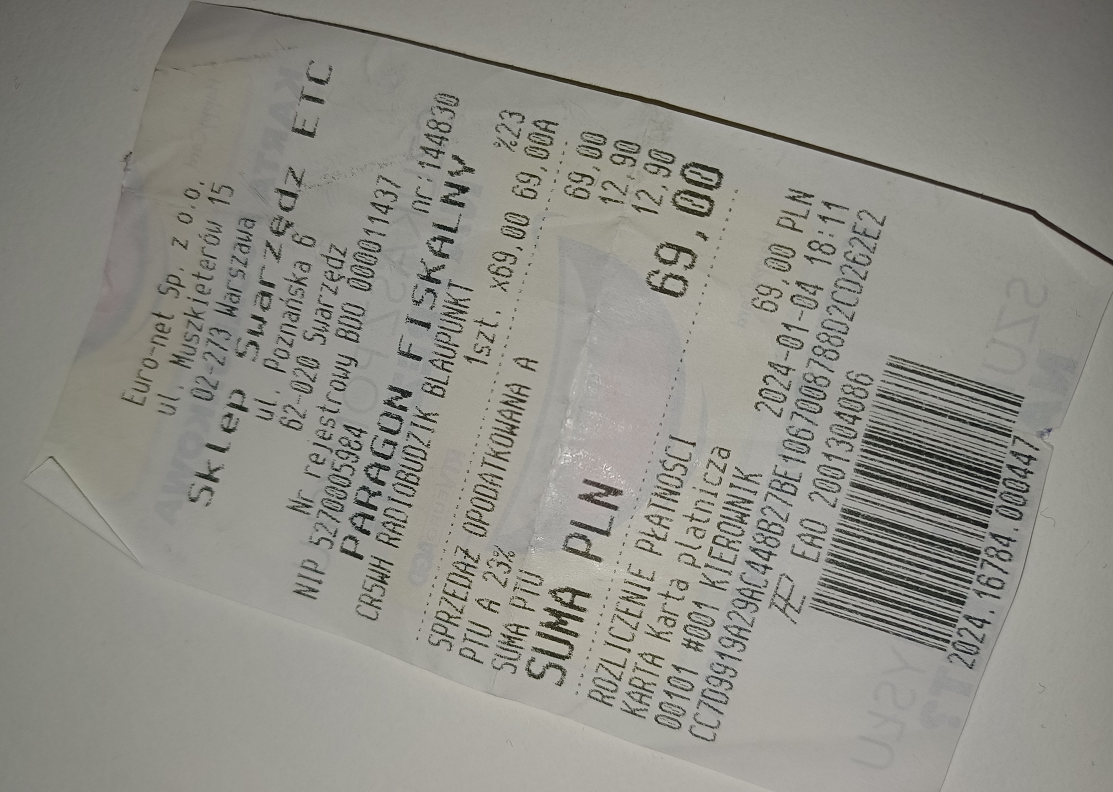 Euro-net Sp. z o.o.
ul. Muszkieterów 15
02-273 Warszawa
Sklep Swarzędz ETC
ul. Poznańska 6
62-020 Swarzędz
Nr rejestrowy BDO 000011437
NIP 5270005984 nr:144830
PARAGON FISKALNY
CR5WH RADIOBUDZIK BLAUPUNKT %23
1szt. x69,00 69,00A
SPRZEDAŻ OPODATKOWANA A 69,00
PTU A 23% 12,90
SUMA PTU 12,90
SUMA PLN 69,00
ROZLICZENIE PŁATNOŚCI
KARTA Karta płatnicza 69,00 PLN
00101 #001 KIEROWNIK 2024-01-04 18:11
CC7D9919A29AC448B27BE1067008788D2CD262E2
EAO 2001304086
2024.16784.000447